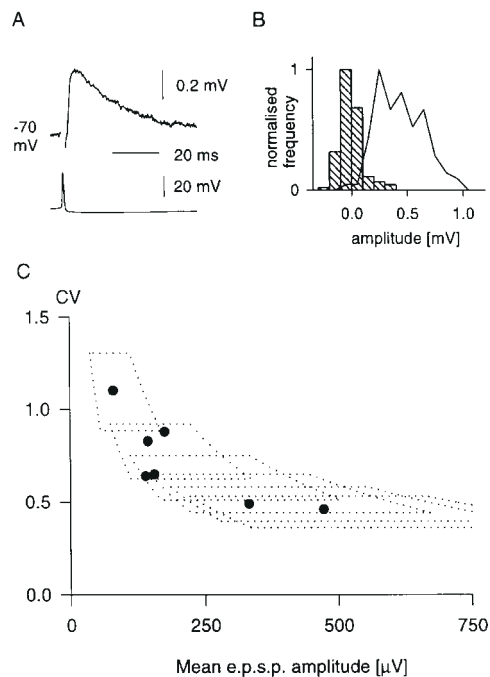 A
0.2 mV
-70
mV
20 ms
20 mV
B
normalised
frequency
1
0
0.0
0.5
1.0
amplitude [mV]
C
CV
1.5
1.0
0.5
0.0
0
250
500
750
Mean e.p.s.p. amplitude [µV]